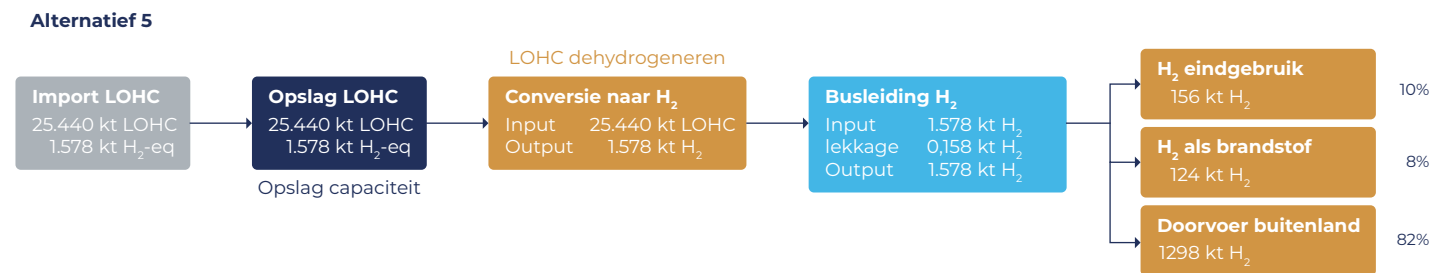 Alternatief 5
Import LOHC
25.440 kt LOHC
1.578 kt H₂-eq
Opslag LOHC
25.440 kt LOHC
1.578 kt H₂-eq
Opslag capaciteit
LOHC dehydrogeneren
Conversie naar H₂
Input 25.440 kt LOHC
Output 1.578 kt H₂
Busleiding H₂
Input 1.578 kt H₂
lekkage 0,158 kt H₂
Output 1.578 kt H₂
H₂ eindgebruik
156 kt H₂
10%
H₂ als brandstof
124 kt H₂
8%
Doorvoer buitenland
1298 kt H₂
82%